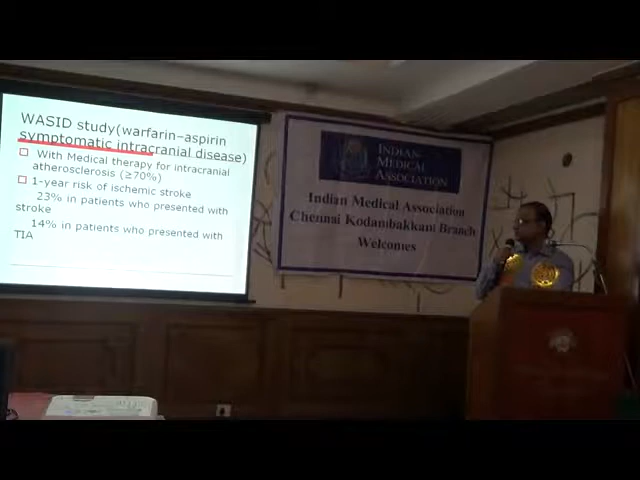 WASID study(warfarin–aspirin
symptomatic intracranial disease)
With Medical therapy for intracranial
atherosclerosis (≥70%)
1-year risk of ischemic stroke
23% in patients who presented with
stroke
14% in patients who presented with
TIA
INDIAN
MEDICAL
ASSOCIATION
Indian Medical Association
Chennai Kodambakkam Branch
Welcomes